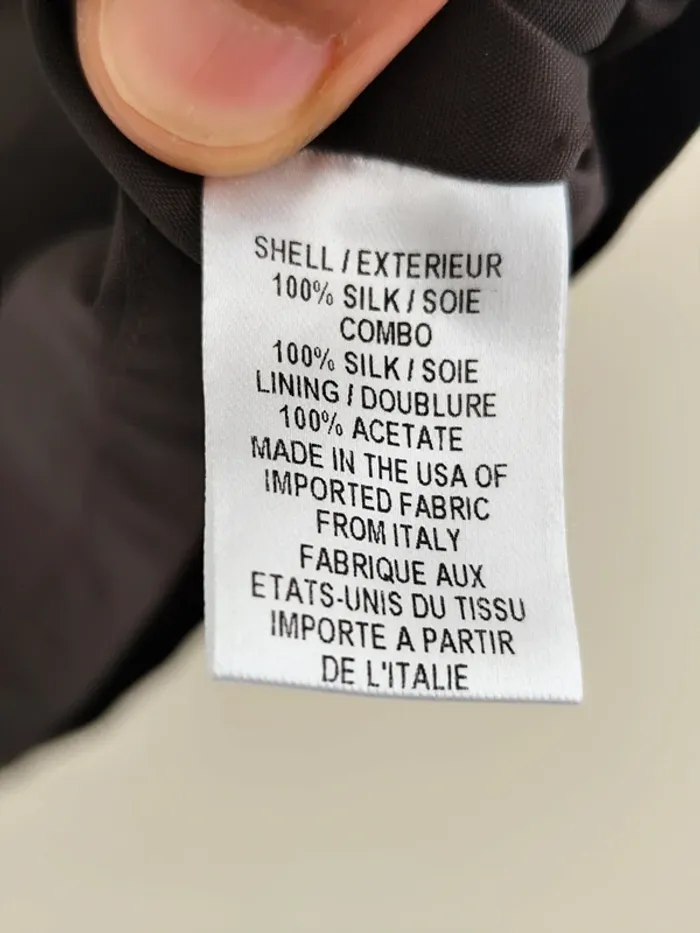 SHELL / EXTERIEUR
100% SILK / SOIE
COMBO
100% SILK / SOIE
LINING / DOUBLURE
100% ACETATE
MADE IN THE USA OF
IMPORTED FABRIC
FROM ITALY
FABRIQUE AUX
ETATS-UNIS DU TISSU
IMPORTE A PARTIR
DE L'ITALIE